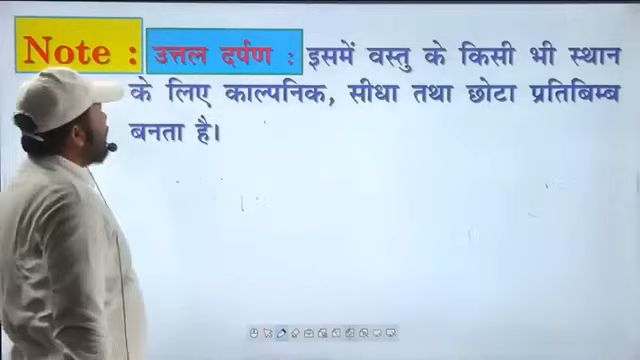 Note : उत्तल दर्पण : इसमें वस्तु के किसी भी स्थान
के लिए काल्पनिक, सीधा तथा छोटा प्रतिबिम्ब
बनता है।